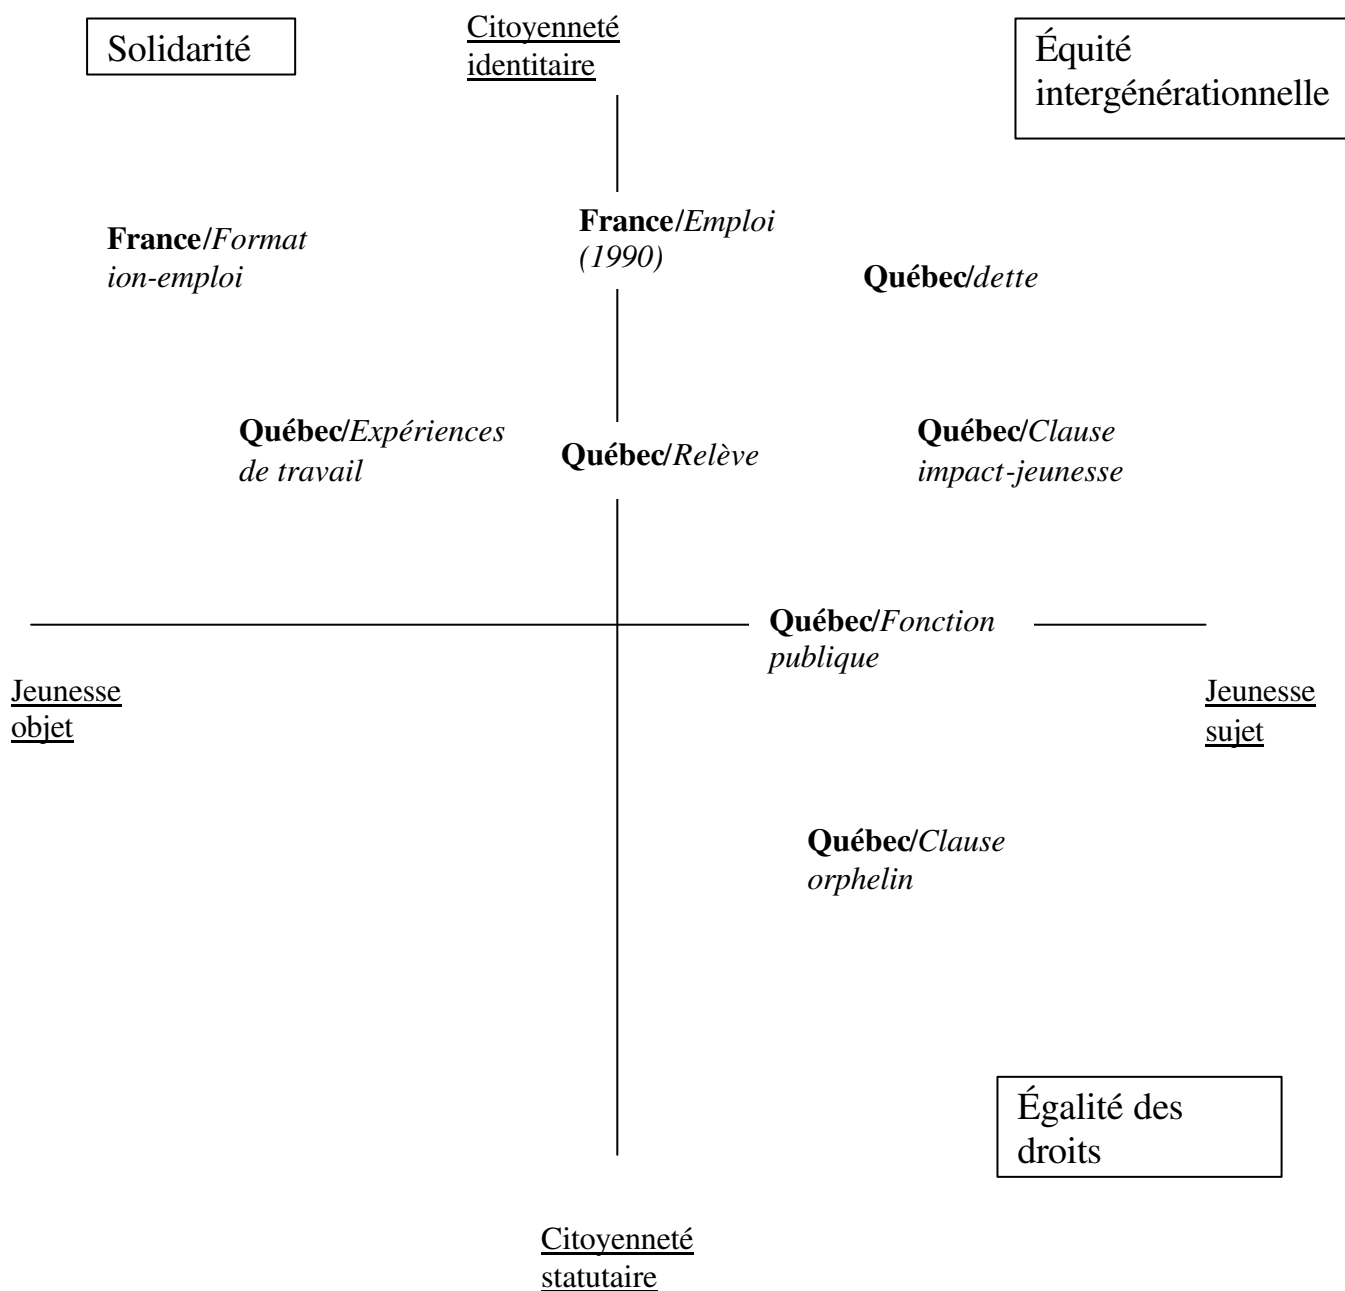 Solidarité
Citoyenneté
identitaire
Équité
intergénérationnelle
France/Format
ion-emploi
France/Emploi
(1990)
Québec/dette
Québec/Expériences
de travail
Québec/Relève
Québec/Clause
impact-jeunesse
Québec/Fonction
publique
Jeunesse
objet
Jeunesse
sujet
Québec/Clause
orphelin
Égalité des
droits
Citoyenneté
statutaire